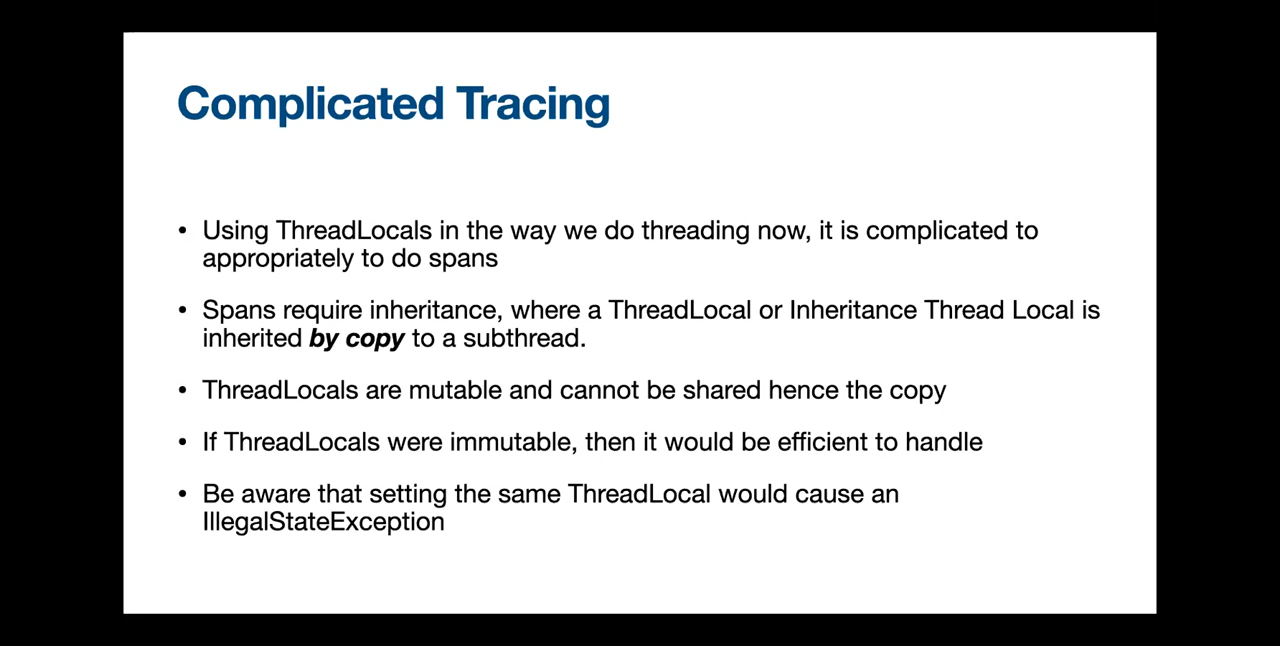 Complicated Tracing
• Using ThreadLocals in the way we do threading now, it is complicated to
appropriately to do spans
• Spans require inheritance, where a ThreadLocal or Inheritance Thread Local is
inherited by copy to a subthread.
• ThreadLocals are mutable and cannot be shared hence the copy
• If ThreadLocals were immutable, then it would be efficient to handle
• Be aware that setting the same ThreadLocal would cause an
IllegalStateException